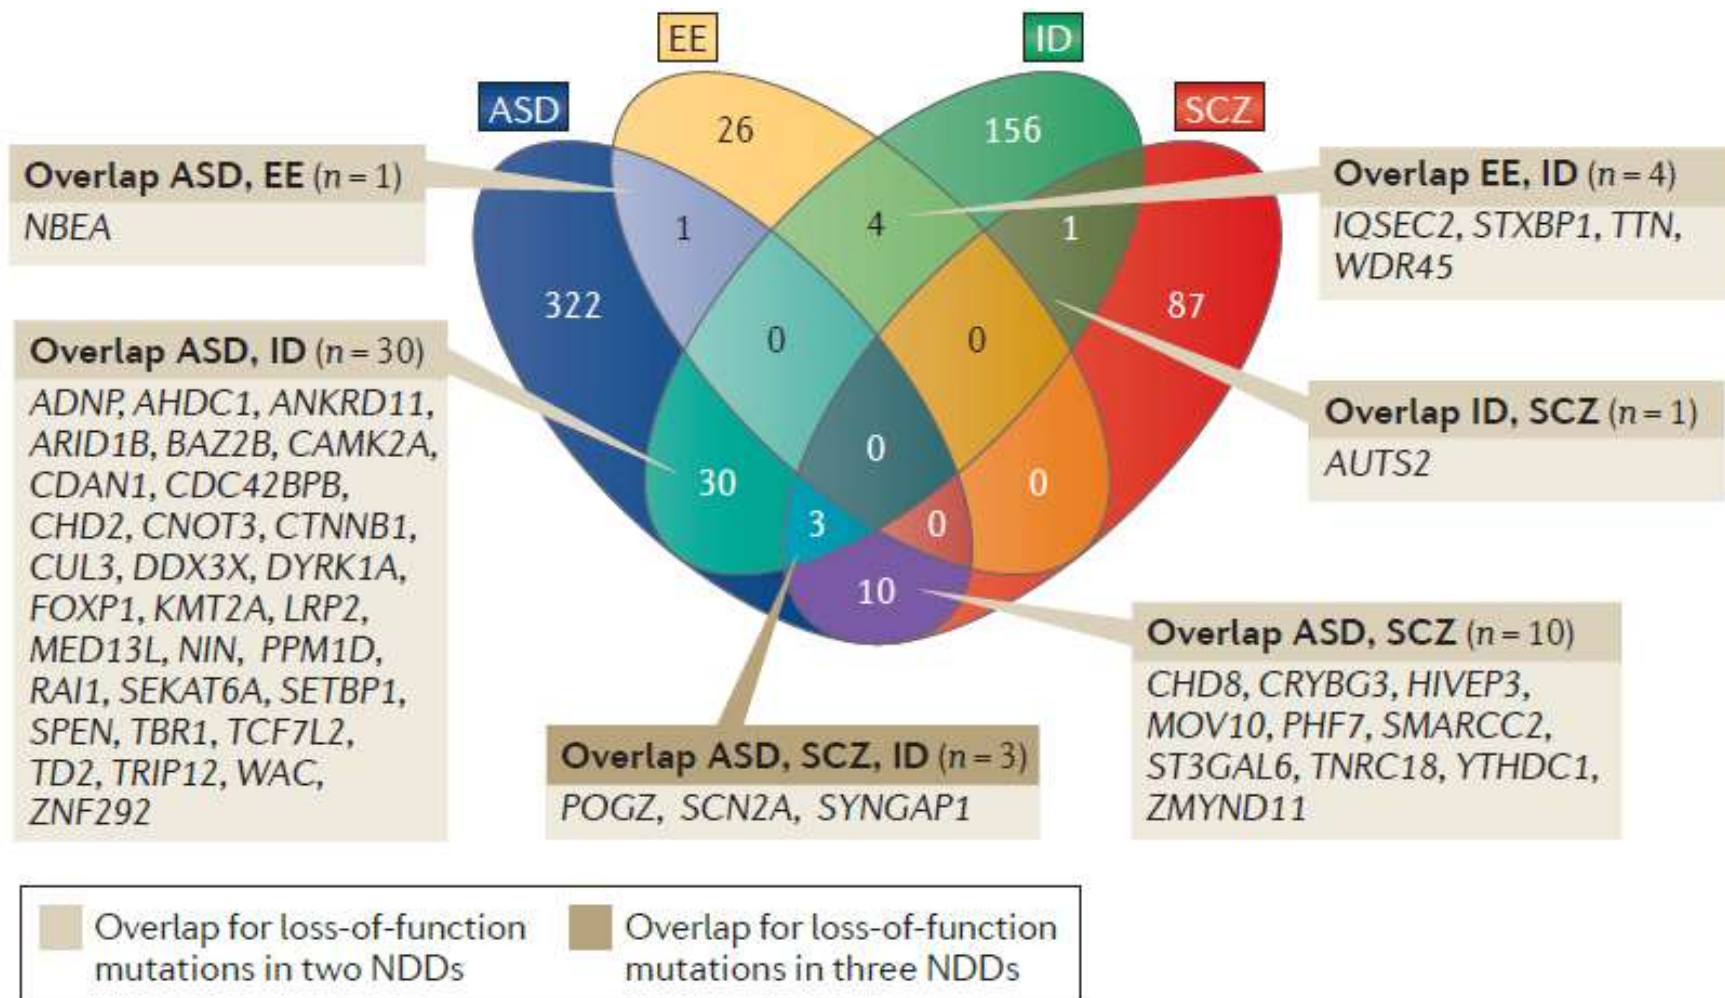 EE
ID
ASD
SCZ
26
156
Overlap ASD, EE (n = 1)
NBEA
Overlap EE, ID (n = 4)
IQSEC2, STXBP1, TTN,
WDR45
1
4
1
322
87
0
0
Overlap ASD, ID (n = 30)
ADNP, AHDC1, ANKRD11,
ARID1B, BAZ2B, CAMK2A,
CDAN1, CDC42BPB,
CHD2, CNOT3, CTNNB1,
CUL3, DDX3X, DYRK1A,
FOXP1, KMT2A, LRP2,
MED13L, NIN, PPM1D,
RAI1, SEKAT6A, SETBP1,
SPEN, TBR1, TCF7L2,
TD2, TRIP12, WAC,
ZNF292
Overlap ID, SCZ (n = 1)
AUTS2
0
30
0
3
0
10
Overlap ASD, SCZ (n = 10)
CHD8, CRYBG3, HIVEP3,
MOV10, PHF7, SMARCC2,
ST3GAL6, TNRC18, YTHDC1,
ZMYND11
Overlap ASD, SCZ, ID (n = 3)
POGZ, SCN2A, SYNGAP1
Overlap for loss-of-function
mutations in two NDDs
Overlap for loss-of-function
mutations in three NDDs